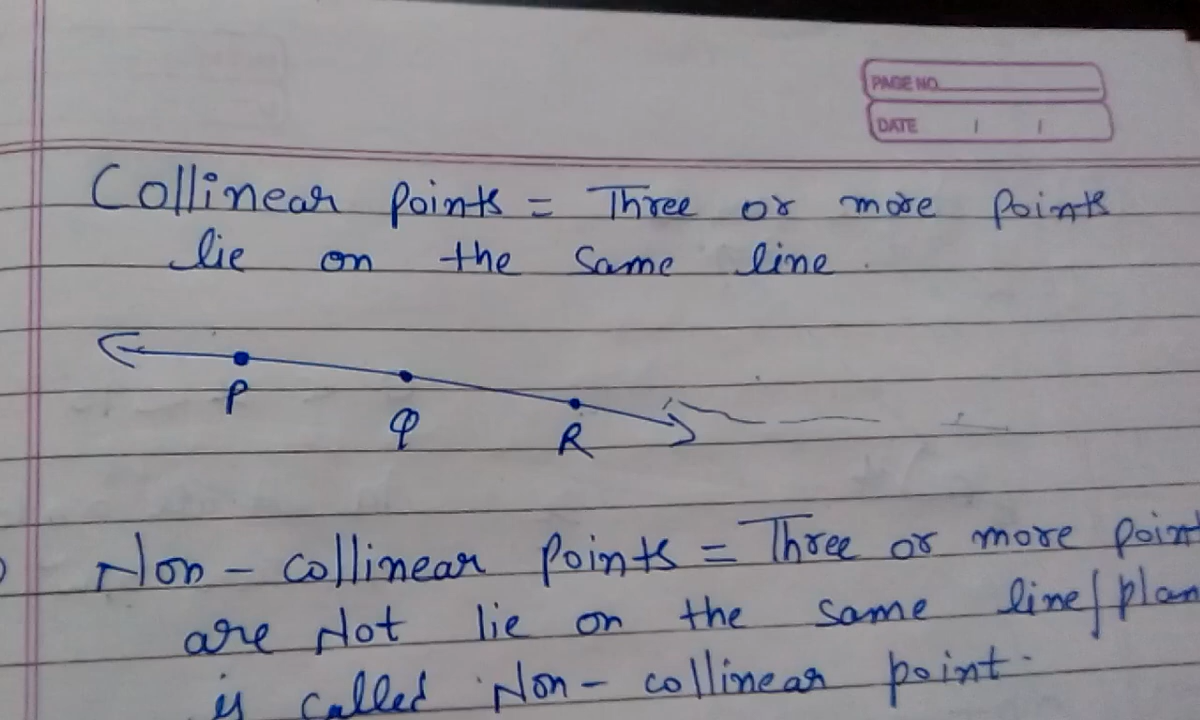 PAGE NO.
DATE / /
Collinear Points = Three or more Points
lie on the same line.
P
Q
R
Non-collinear Points = Three or more point
are Not lie on the same line/plan
is called Non-collinear point.